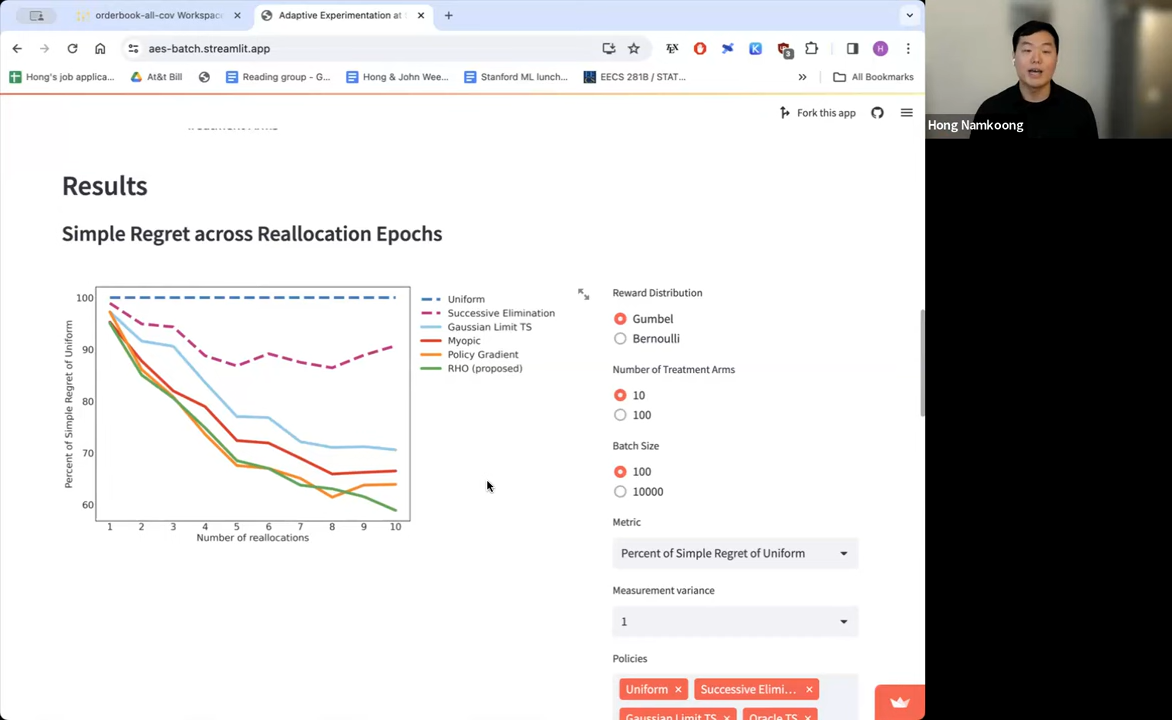 orderbook-all-cov Workspac
Adaptive Experimentation at
aes-batch.streamlit.app
Hong's job applica...
At&t Bill
Reading group - G...
Hong & John Wee...
Stanford ML lunch...
EECS 281B / STAT...
All Bookmarks
Fork this app
Hong Namkoong
Treatment Arms
Results
Simple Regret across Reallocation Epochs
Percent of Simple Regret of Uniform
100
90
80
70
60
1 2 3 4 5 6 7 8 9 10
Number of reallocations
Uniform
Successive Elimination
Gaussian Limit TS
Myopic
Policy Gradient
RHO (proposed)
Reward Distribution
Gumbel
Bernoulli
Number of Treatment Arms
10
100
Batch Size
100
10000
Metric
Percent of Simple Regret of Uniform
Measurement variance
1
Policies
Uniform
Successive Elimi...
Gaussian Limit TS
Oracle TS